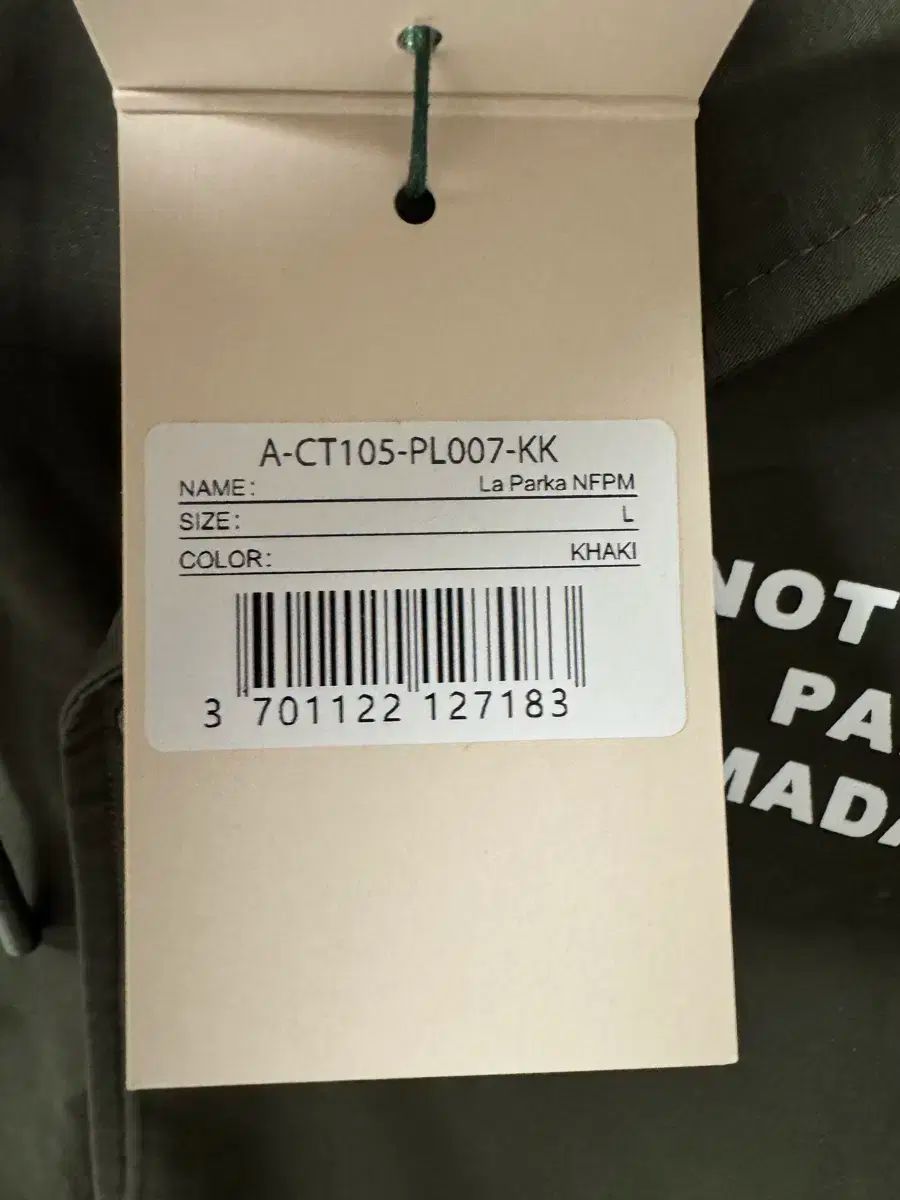 A-CT105-PL007-KK
NAME: La Parka NFPM
SIZE: L
COLOR: KHAKI
3 701122 127183
NOT
PA
MADA